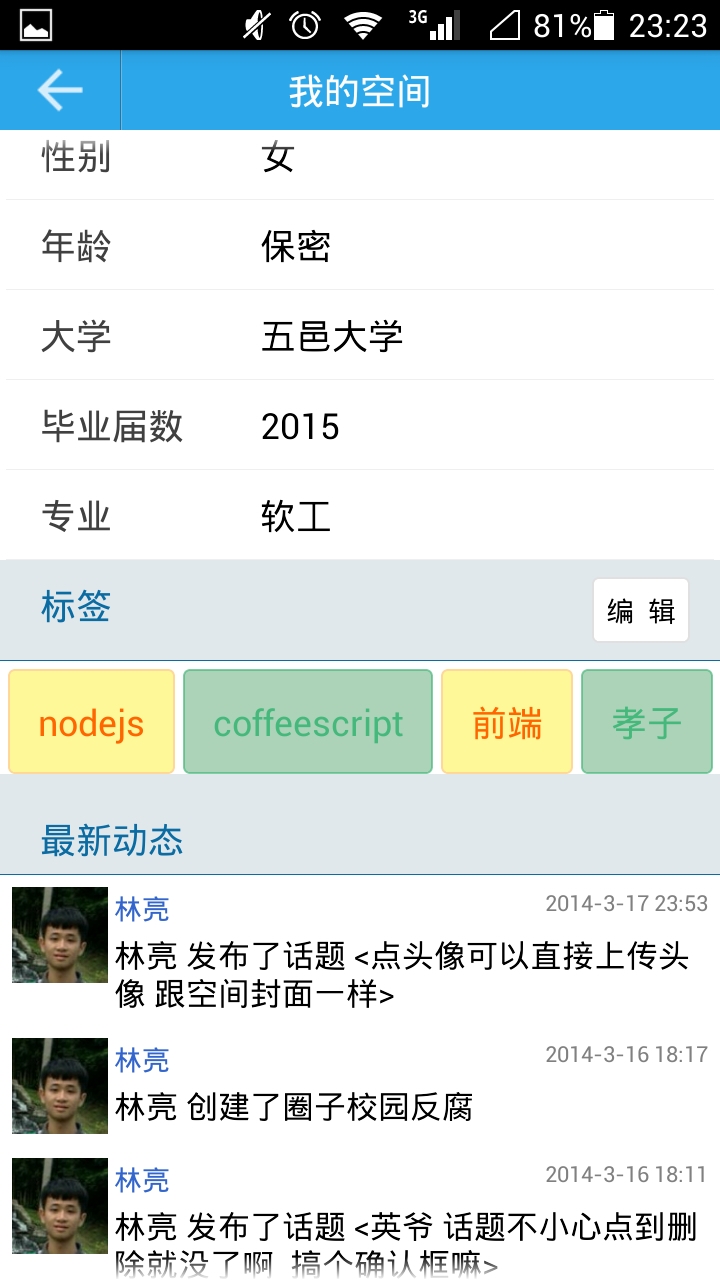 3G 81% 23:23
我的空间
性别 女
年龄 保密
大学 五邑大学
毕业届数 2015
专业 软工
标签 编 辑
nodejs coffeescript 前端 孝子
最新动态
林亮 2014-3-17 23:53
林亮 发布了话题 <点头像可以直接上传头
像 跟空间封面一样>
林亮 2014-3-16 18:17
林亮 创建了圈子校园反腐
林亮 2014-3-16 18:11
林亮 发布了话题 <英爷 话题不小心点到删
除就没了啊 搞个确认框嘛>